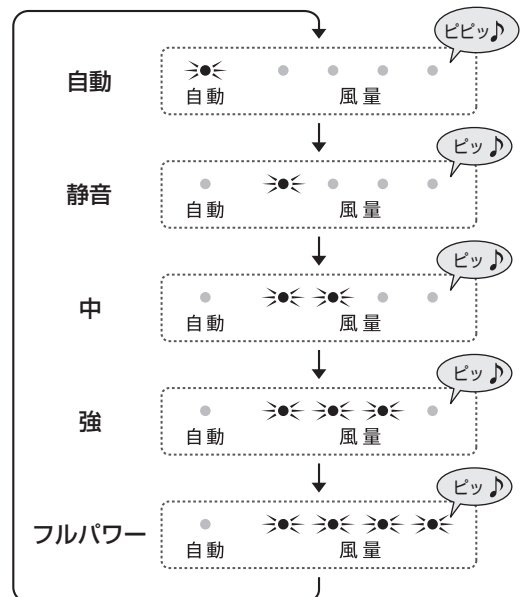 ピピッ♪
自動
自動 風量
ピッ♪
静音
自動 風量
ピッ♪
中
自動 風量
ピッ♪
強
自動 風量
ピッ♪
フルパワー
自動 風量